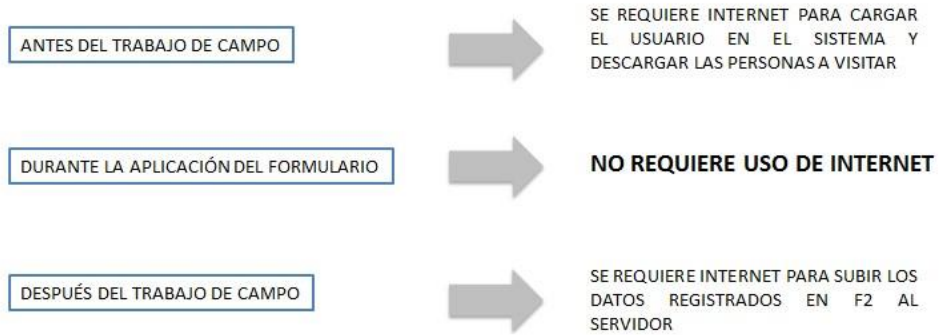 ANTES DEL TRABAJO DE CAMPO
SE REQUIERE INTERNET PARA CARGAR
EL USUARIO EN EL SISTEMA Y
DESCARGAR LAS PERSONAS A VISITAR
DURANTE LA APLICACIÓN DEL FORMULARIO
NO REQUIERE USO DE INTERNET
DESPUÉS DEL TRABAJO DE CAMPO
SE REQUIERE INTERNET PARA SUBIR LOS
DATOS REGISTRADOS EN F2 AL
SERVIDOR